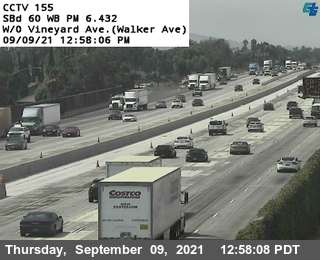 CCTV 155
SBd 60 WB PM 6.432
W/O Vineyard Ave.(Walker Ave)
09/09/21 12:58:06 PM
COSTCO
WHOLESALE
Thursday, September 09, 2021 12:58:08 PDT